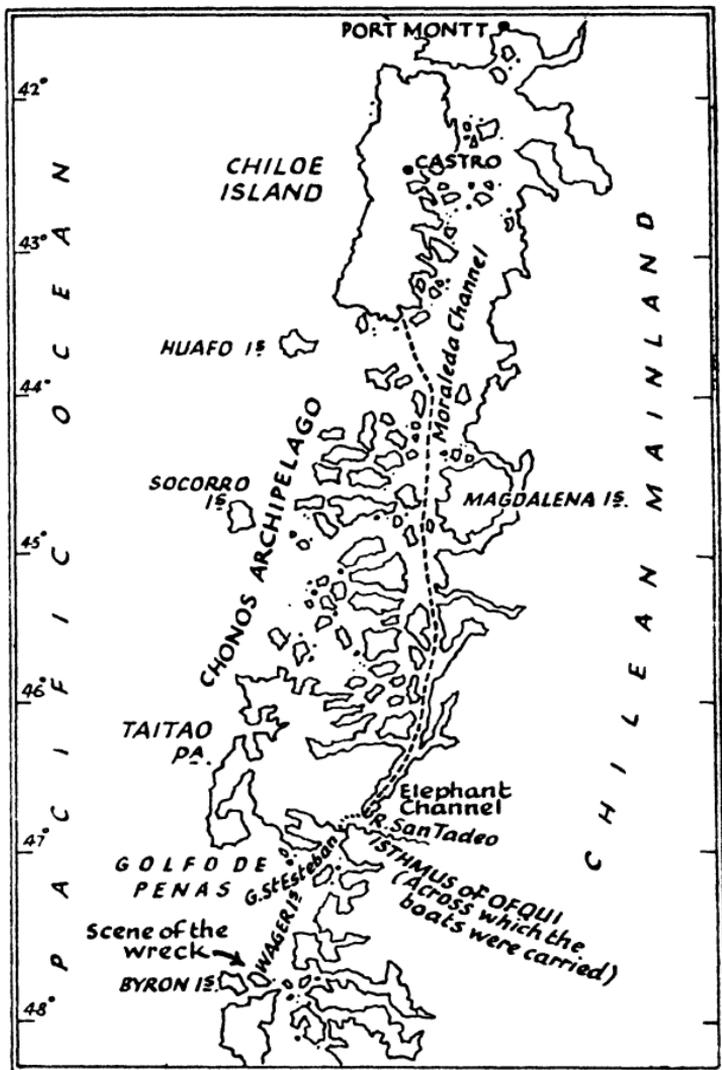 PORT MONTT
42°
CHILOE
ISLAND
CASTRO
43°
Moraleda Channel
HUAFO Is.
44°
CHONOS ARCHIPELAGO
SOCORRO
Is.
MAGDALENA Is.
45°
PACIFIC OCEAN
CHILEAN MAINLAND
46°
TAITAO
PA.
Elephant
Channel
R. San Tadeo
47°
GOLFO DE
PENAS
G. St Esteban
ISTHMUS OF OFQUI
(Across which the
boats were carried)
Scene of the
wreck
WAGER Is.
BYRON Is.
48°